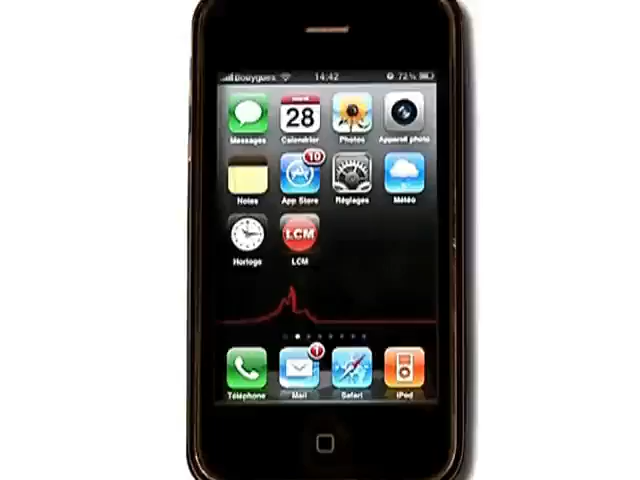 Bouygues 14:42 72 %
28
Messages Calendrier Photos Appareil photo
10
Notes App Store Réglages Météo
LCM
Horloge LCM
1
Téléphone Mail Safari iPod